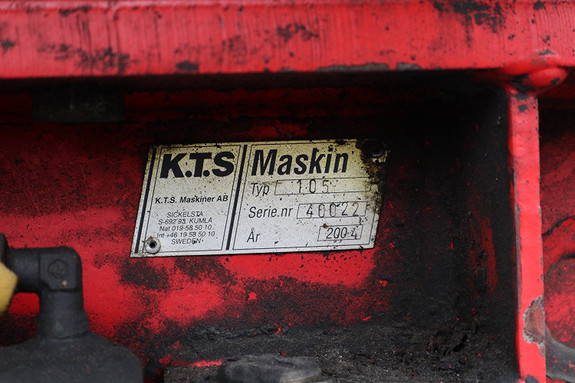 K.T.S
K.T.S. Maskiner AB
SICKELSTA
S-692 93 KUMLA
Nat 019-58 50 10
Int +46 19 58 50 10
SWEDEN
Maskin
Typ 105
Serie.nr 40022
År 2004